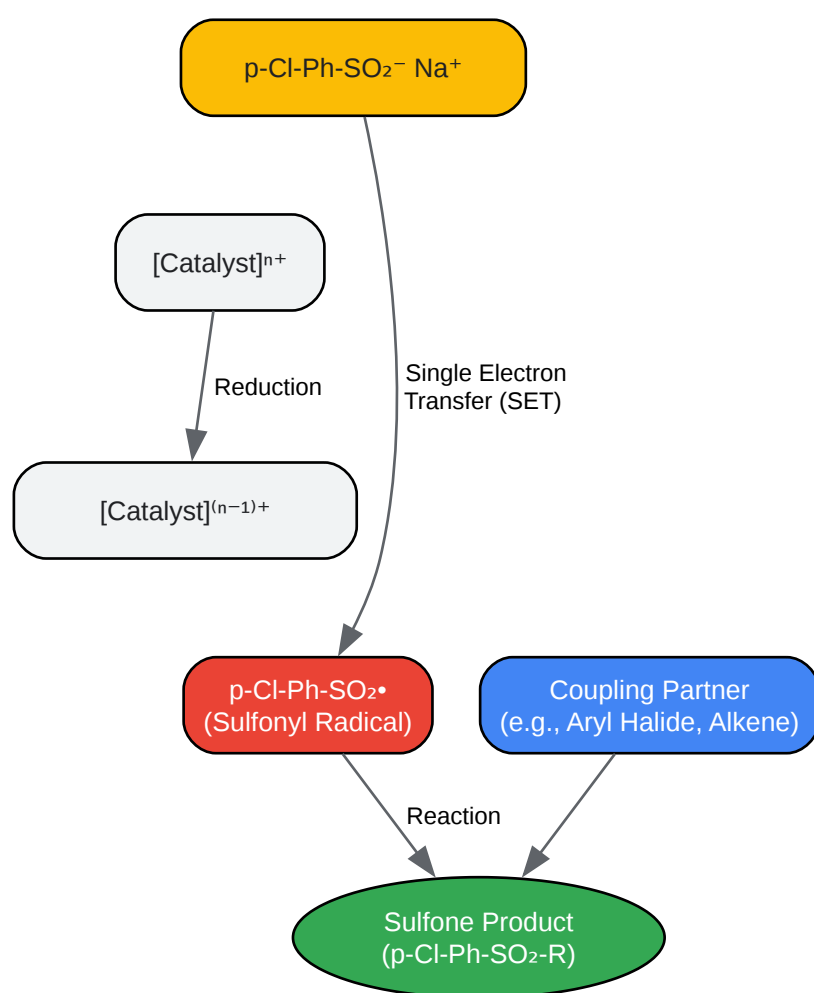 p-Cl-Ph-SO₂⁻ Na⁺
[Catalyst]ⁿ⁺
Reduction
Single Electron
Transfer (SET)
[Catalyst]⁽ⁿ⁻¹⁾⁺
p-Cl-Ph-SO₂•
(Sulfonyl Radical)
Coupling Partner
(e.g., Aryl Halide, Alkene)
Reaction
Sulfone Product
(p-Cl-Ph-SO₂-R)